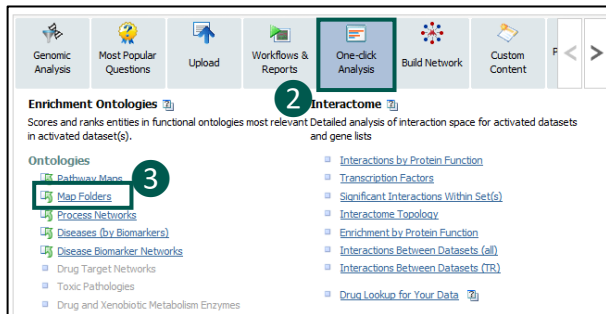 Genomic
Analysis
Most Popular
Questions
Upload
Workflows &
Reports
One-click
Analysis
Build Network
Custom
Content
P
< >
2
Enrichment Ontologies
Scores and ranks entities in functional ontologies most relevant
in activated dataset(s).
Ontologies
3
Pathway Maps
Map Folders
Process Networks
Diseases (by Biomarkers)
Disease Biomarker Networks
Drug Target Networks
Toxic Pathologies
Drug and Xenobiotic Metabolism Enzymes
Interactome
Detailed analysis of interaction space for activated datasets
and gene lists
Interactions by Protein Function
Transcription Factors
Significant Interactions Within Set(s)
Interactome Topology
Enrichment by Protein Function
Interactions Between Datasets (all)
Interactions Between Datasets (TR)
Drug Lookup for Your Data